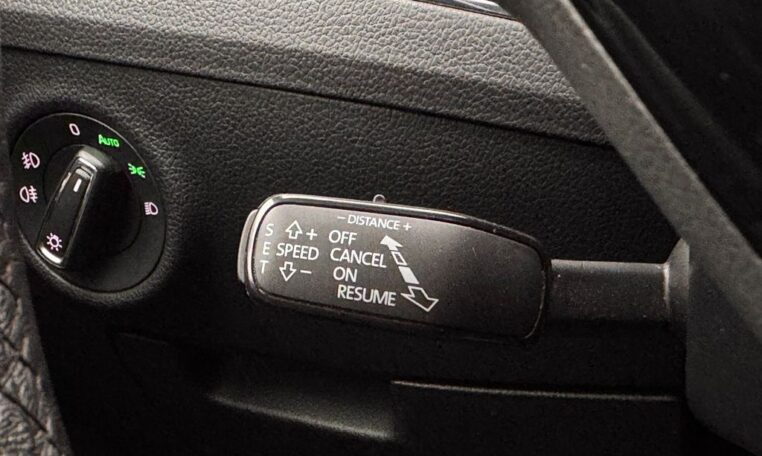 O
AUTO
- DISTANCE +
S E T
+
SPEED
-
OFF
CANCEL
ON
RESUME